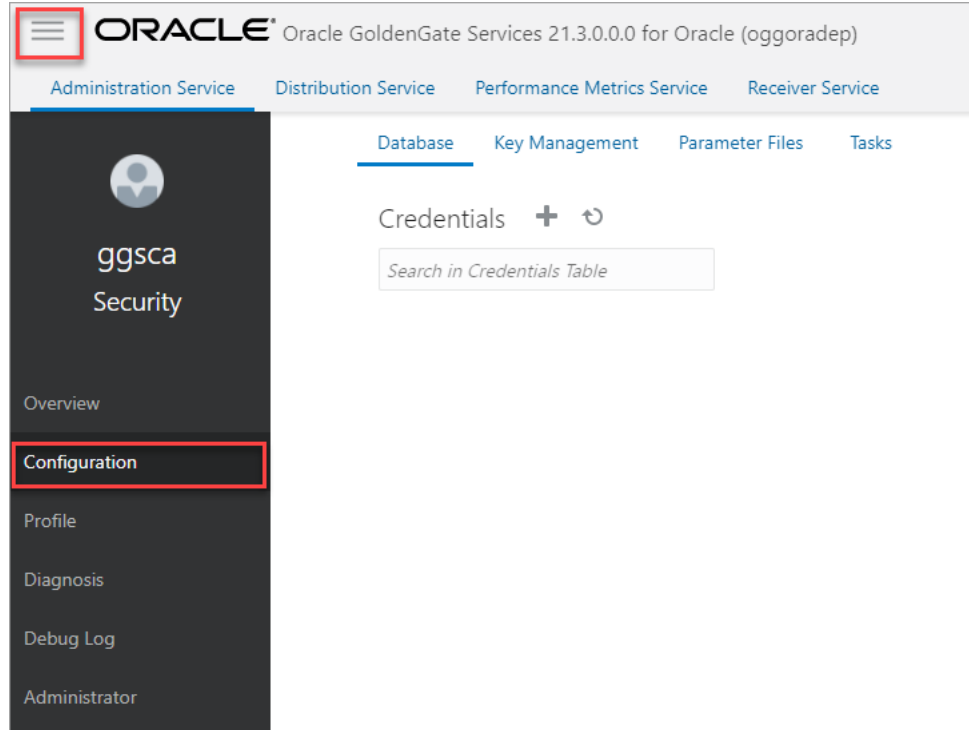 ORACLE Oracle GoldenGate Services 21.3.0.0.0 for Oracle (oggoradep)
Administration Service Distribution Service Performance Metrics Service Receiver Service
Database Key Management Parameter Files Tasks
Credentials
Search in Credentials Table
ggsca
Security
Overview
Configuration
Profile
Diagnosis
Debug Log
Administrator